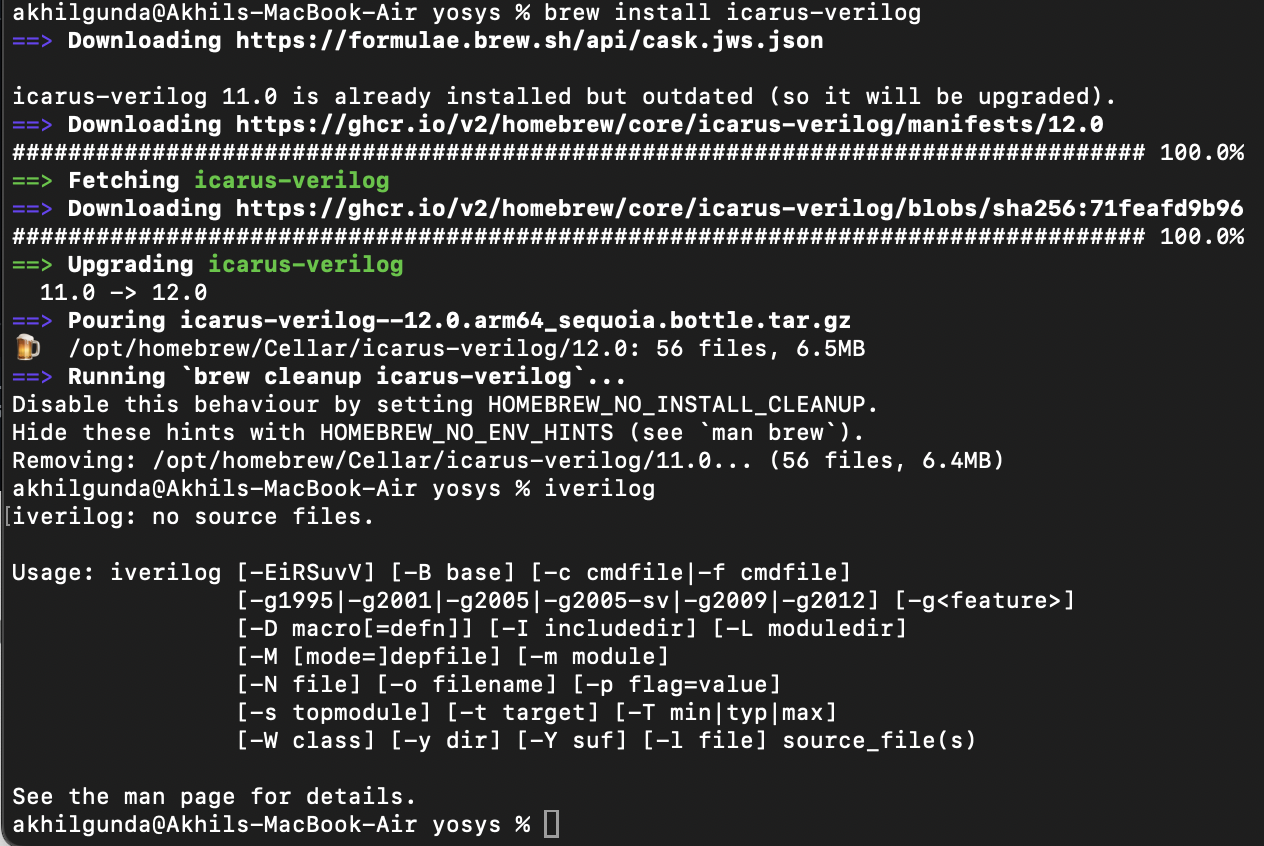 akhilgunda@Akhils-MacBook-Air yosys % brew install icarus-verilog
==> Downloading https://formulae.brew.sh/api/cask.jws.json
icarus-verilog 11.0 is already installed but outdated (so it will be upgraded).
==> Downloading https://ghcr.io/v2/homebrew/core/icarus-verilog/manifests/12.0
################################################################################# 100.0%
==> Fetching icarus-verilog
==> Downloading https://ghcr.io/v2/homebrew/core/icarus-verilog/blobs/sha256:71feafd9b96
################################################################################# 100.0%
==> Upgrading icarus-verilog
  11.0 -> 12.0
==> Pouring icarus-verilog--12.0.arm64_sequoia.bottle.tar.gz
🍺  /opt/homebrew/Cellar/icarus-verilog/12.0: 56 files, 6.5MB
==> Running `brew cleanup icarus-verilog`...
Disable this behaviour by setting HOMEBREW_NO_INSTALL_CLEANUP.
Hide these hints with HOMEBREW_NO_ENV_HINTS (see `man brew`).
Removing: /opt/homebrew/Cellar/icarus-verilog/11.0... (56 files, 6.4MB)
akhilgunda@Akhils-MacBook-Air yosys % iverilog
[iverilog: no source files.
Usage: iverilog [-EiRSuvV] [-B base] [-c cmdfile|-f cmdfile]
                [-g1995|-g2001|-g2005|-g2005-sv|-g2009|-g2012] [-g<feature>]
                [-D macro[=defn]] [-I includedir] [-L moduledir]
                [-M [mode=]depfile] [-m module]
                [-N file] [-o filename] [-p flag=value]
                [-s topmodule] [-t target] [-T min|typ|max]
                [-W class] [-y dir] [-Y suf] [-l file] source_file(s)
See the man page for details.
akhilgunda@Akhils-MacBook-Air yosys %